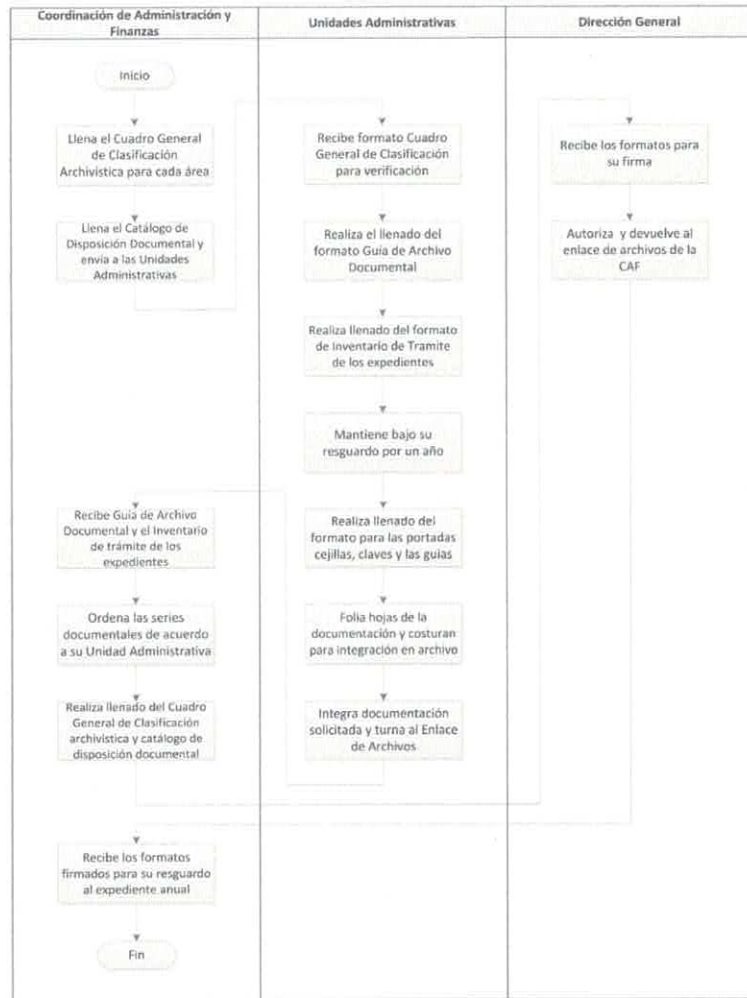 Coordinación de Administración y
Finanzas
Unidades Administrativas
Dirección General
Inicio
Llena el Cuadro General
de Clasificación
Archivística para cada área
Llena el Catálogo de
Disposición Documental y
envía a las Unidades
Administrativas
Recibe formato Cuadro
General de Clasificación
para verificación
Realiza el llenado del
formato Guía de Archivo
Documental
Realiza llenado del formato
de Inventario de Tramite
de los expedientes
Mantiene bajo su
resguardo por un año
Realiza llenado del
formato para las portadas
cejillas, claves y las guías
Folia hojas de la
documentación y costuran
para integración en archivo
Integra documentación
solicitada y turna al Enlace
de Archivos
Recibe Guía de Archivo
Documental y el Inventario
de trámite de los
expedientes
Ordena las series
documentales de acuerdo
a su Unidad Administrativa
Realiza llenado del Cuadro
General de Clasificación
archivística y catálogo de
disposición documental
Recibe los formatos para
su firma
Autoriza y devuelve al
enlace de archivos de la
CAF
Recibe los formatos
firmados para su resguardo
al expediente anual
Fin